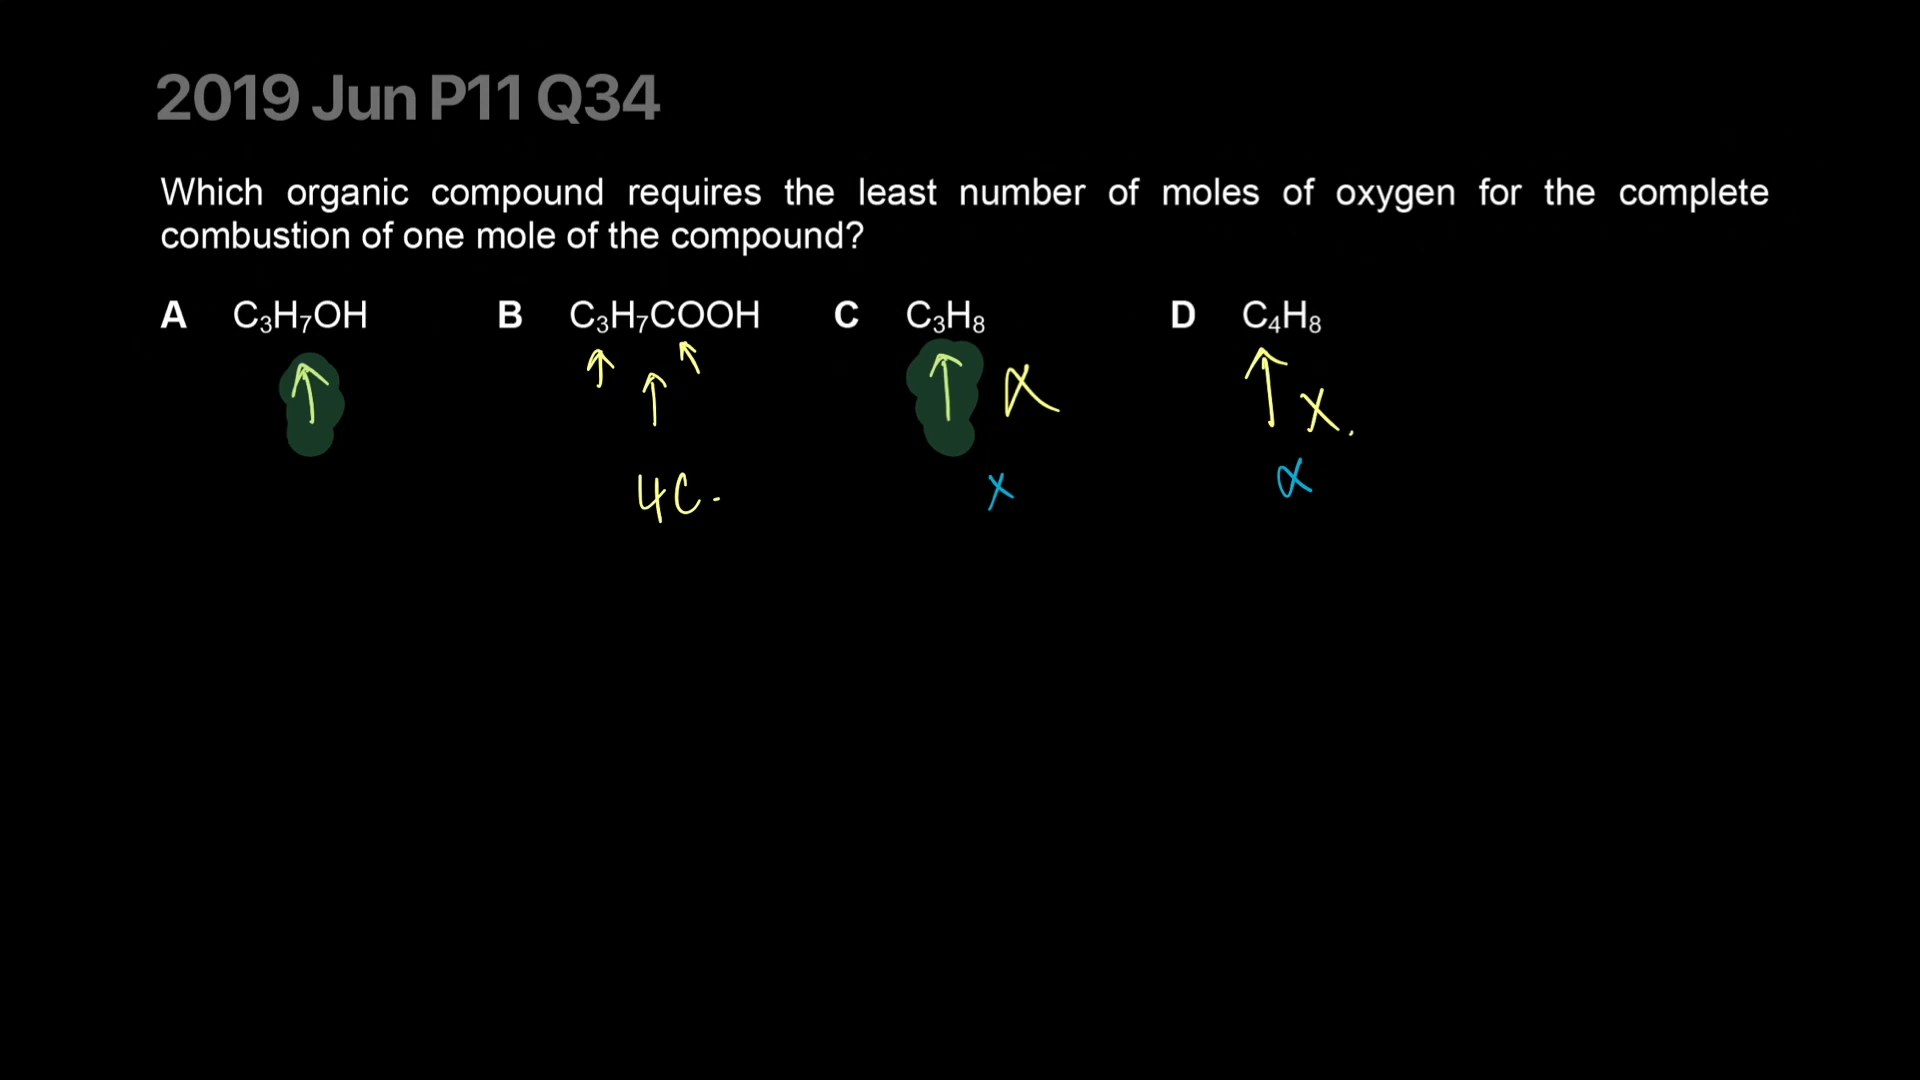 2019 Jun P11 Q34
Which organic compound requires the least number of moles of oxygen for the complete
combustion of one mole of the compound?
A C₃H₇OH B C₃H₇COOH C C₃H₈ D C₄H₈
4C.